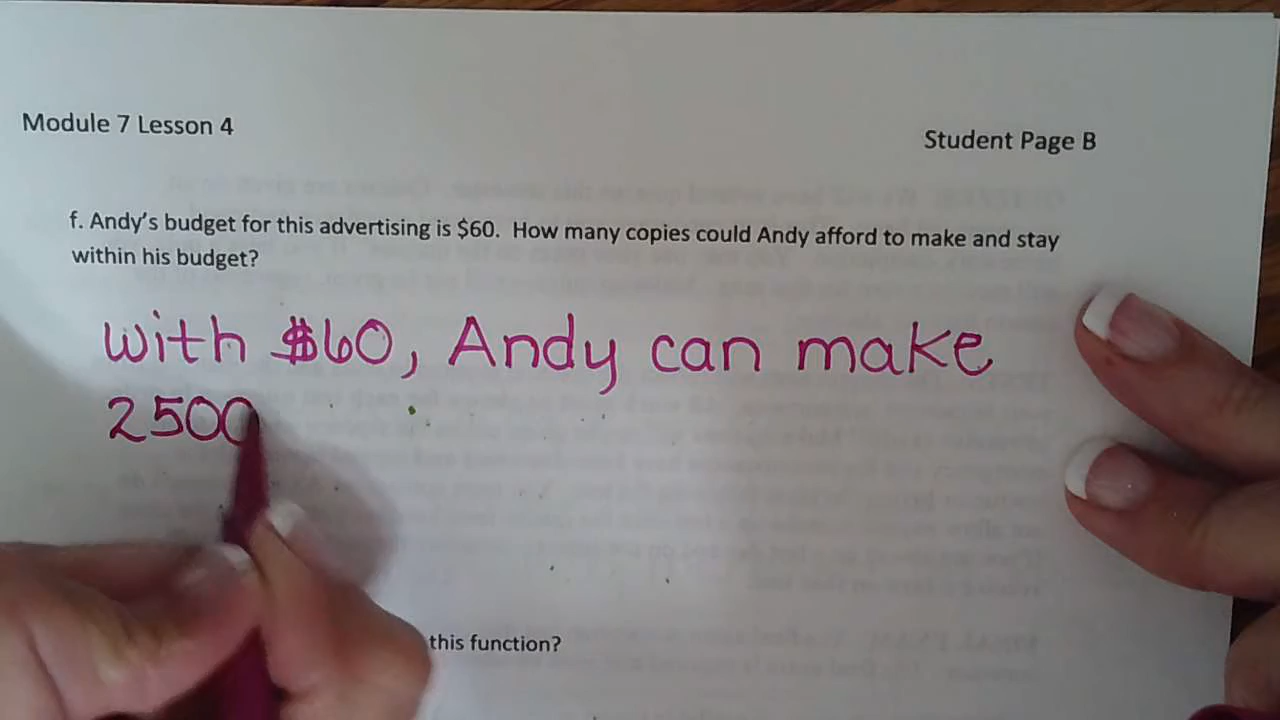 Module 7 Lesson 4
Student Page B
f. Andy's budget for this advertising is $60. How many copies could Andy afford to make and stay
within his budget?
with $60, Andy can make
2500
this function?